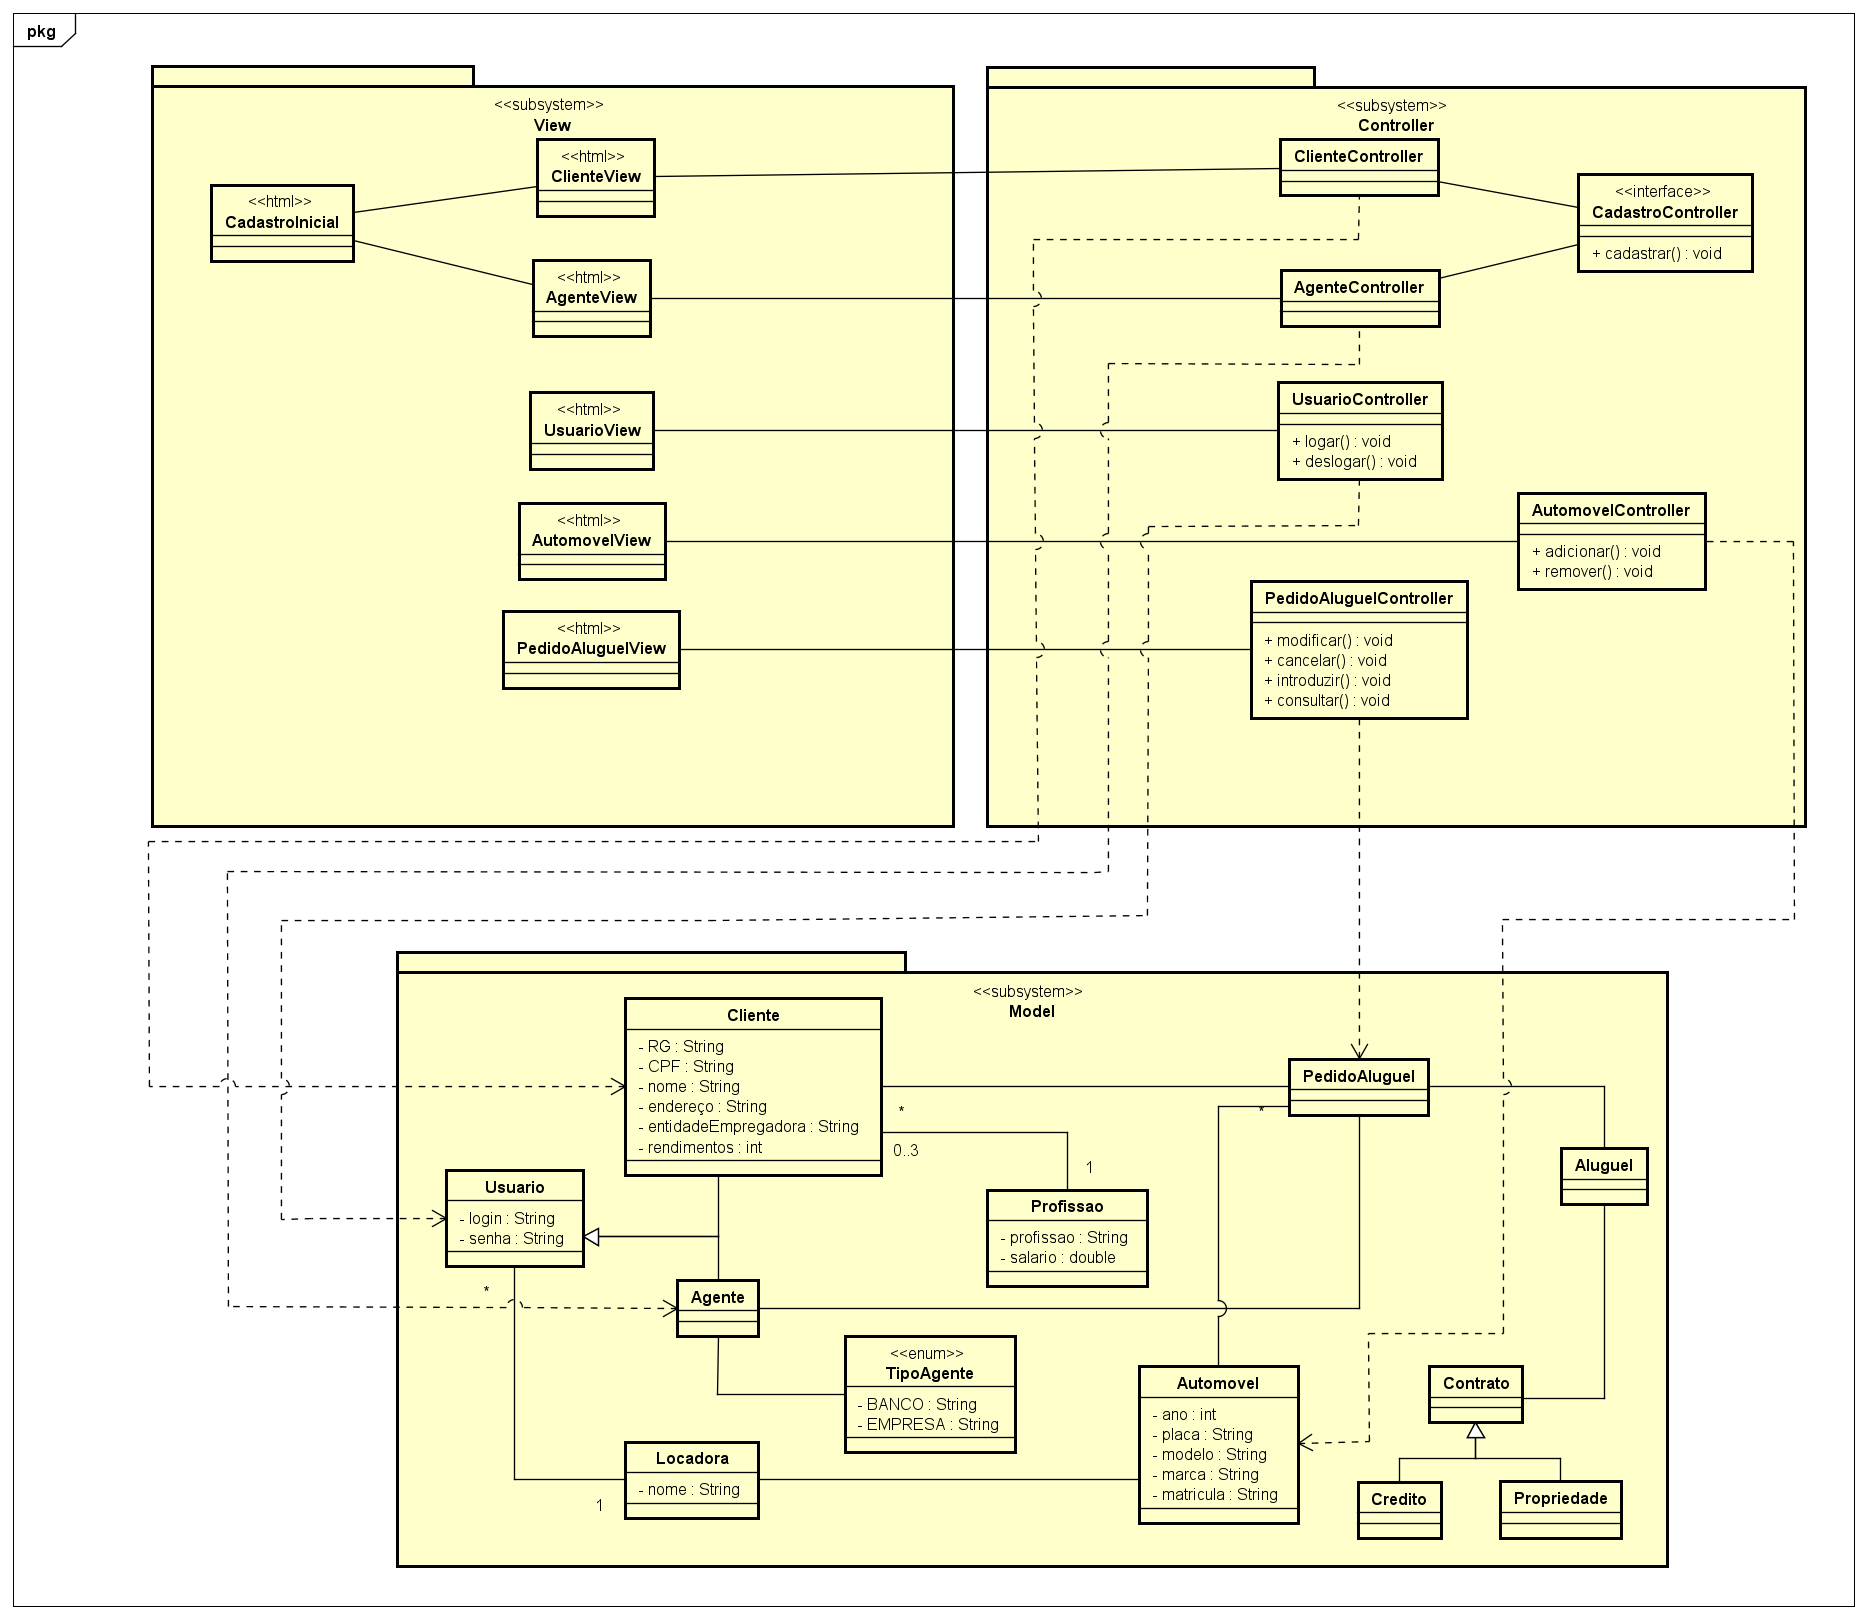 pkg
<<subsystem>>
View
<<html>>
CadastroInicial
<<html>>
ClienteView
<<html>>
AgenteView
<<html>>
UsuarioView
<<html>>
AutomovelView
<<html>>
PedidoAluguelView
<<subsystem>>
Controller
ClienteController
<<interface>>
CadastroController
+ cadastrar() : void
AgenteController
UsuarioController
+ logar() : void
+ deslogar() : void
AutomovelController
+ adicionar() : void
+ remover() : void
PedidoAluguelController
+ modificar() : void
+ cancelar() : void
+ introduzir() : void
+ consultar() : void
<<subsystem>>
Model
Cliente
- RG : String
- CPF : String
- nome : String
- endereço : String
- entidadeEmpregadora : String
- rendimentos : int
*
0..3
1
PedidoAluguel
*
Aluguel
Usuario
- login : String
- senha : String
*
Profissao
- profissao : String
- salario : double
Agente
<<enum>>
TipoAgente
- BANCO : String
- EMPRESA : String
Locadora
- nome : String
1
Automovel
- ano : int
- placa : String
- modelo : String
- marca : String
- matricula : String
Contrato
Credito
Propriedade